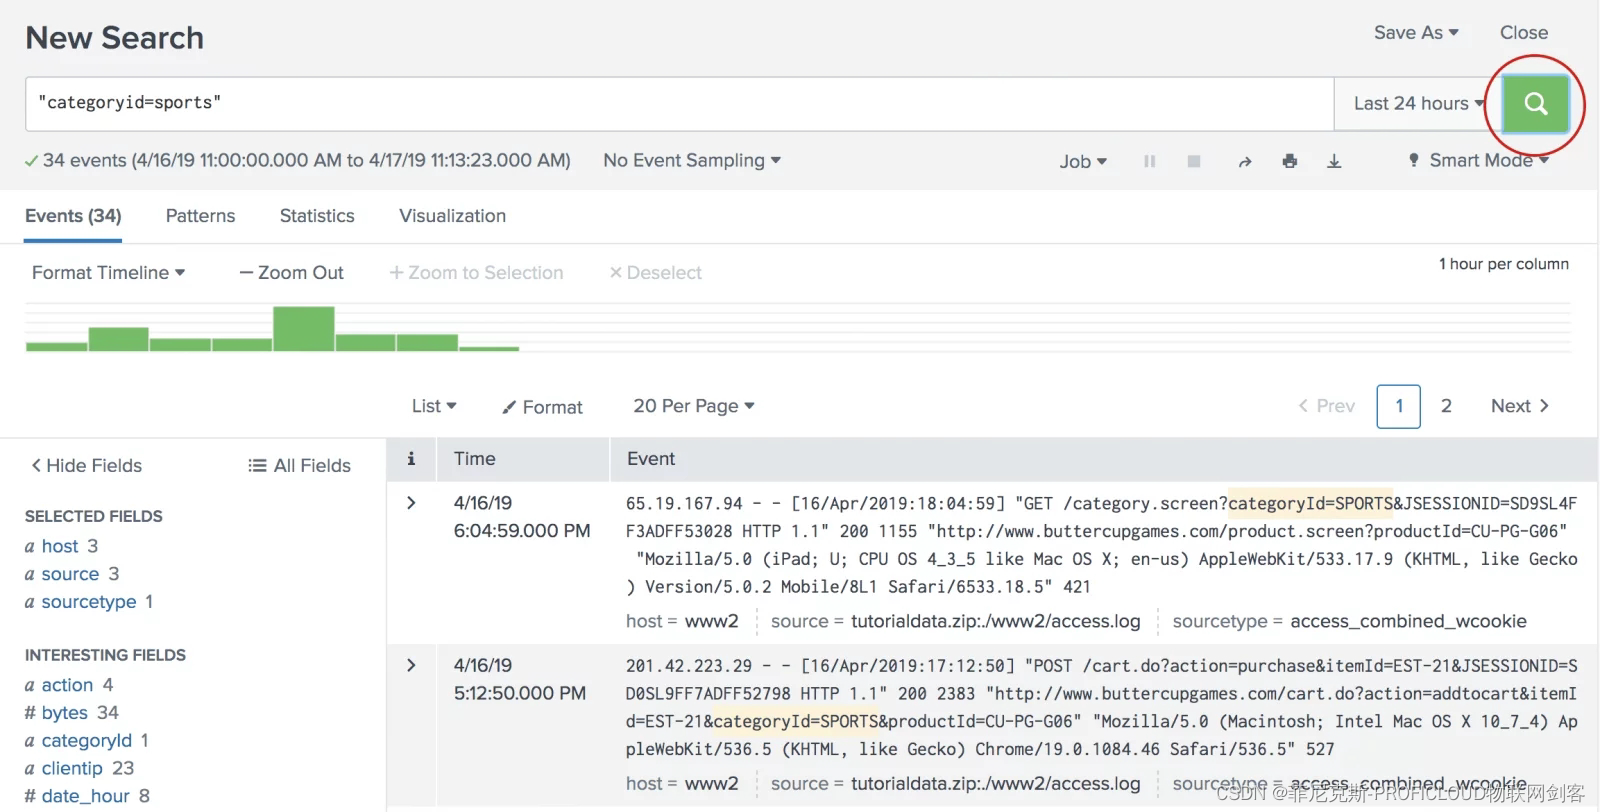 New Search
Save As Close
"categoryid=sports"
Last 24 hours
34 events (4/16/19 11:00:00.000 AM to 4/17/19 11:13:23.000 AM) No Event Sampling
Job Smart Mode
Events (34) Patterns Statistics Visualization
Format Timeline — Zoom Out + Zoom to Selection × Deselect
1 hour per column
List Format 20 Per Page
< Prev 1 2 Next >
< Hide Fields All Fields
SELECTED FIELDS
a host 3
a source 3
a sourcetype 1
INTERESTING FIELDS
a action 4
# bytes 34
a categoryId 1
a clientip 23
# date_hour 8
i Time Event
> 4/16/19
6:04:59.000 PM
65.19.167.94 - - [16/Apr/2019:18:04:59] "GET /category.screen?categoryId=SPORTS&JSESSIONID=SD9SL4F
F3ADFF53028 HTTP 1.1" 200 1155 "http://www.buttercupgames.com/product.screen?productId=CU-PG-G06"
"Mozilla/5.0 (iPad; U; CPU OS 4_3_5 like Mac OS X; en-us) AppleWebKit/533.17.9 (KHTML, like Gecko
) Version/5.0.2 Mobile/8L1 Safari/6533.18.5" 421
host = www2 source = tutorialdata.zip:./www2/access.log sourcetype = access_combined_wcookie
> 4/16/19
5:12:50.000 PM
201.42.223.29 - - [16/Apr/2019:17:12:50] "POST /cart.do?action=purchase&itemId=EST-21&JSESSIONID=S
D0SL9FF7ADFF52798 HTTP 1.1" 200 2383 "http://www.buttercupgames.com/cart.do?action=addtocart&itemI
d=EST-21&categoryId=SPORTS&productId=CU-PG-G06" "Mozilla/5.0 (Macintosh; Intel Mac OS X 10_7_4) Ap
pleWebKit/536.5 (KHTML, like Gecko) Chrome/19.0.1084.46 Safari/536.5" 527
host = www2 source = tutorialdata.zip:./www2/access.log sourcetype = access_combined_wcookie
CSDN @菲尼克斯-PROFICLOUD物联网剑客